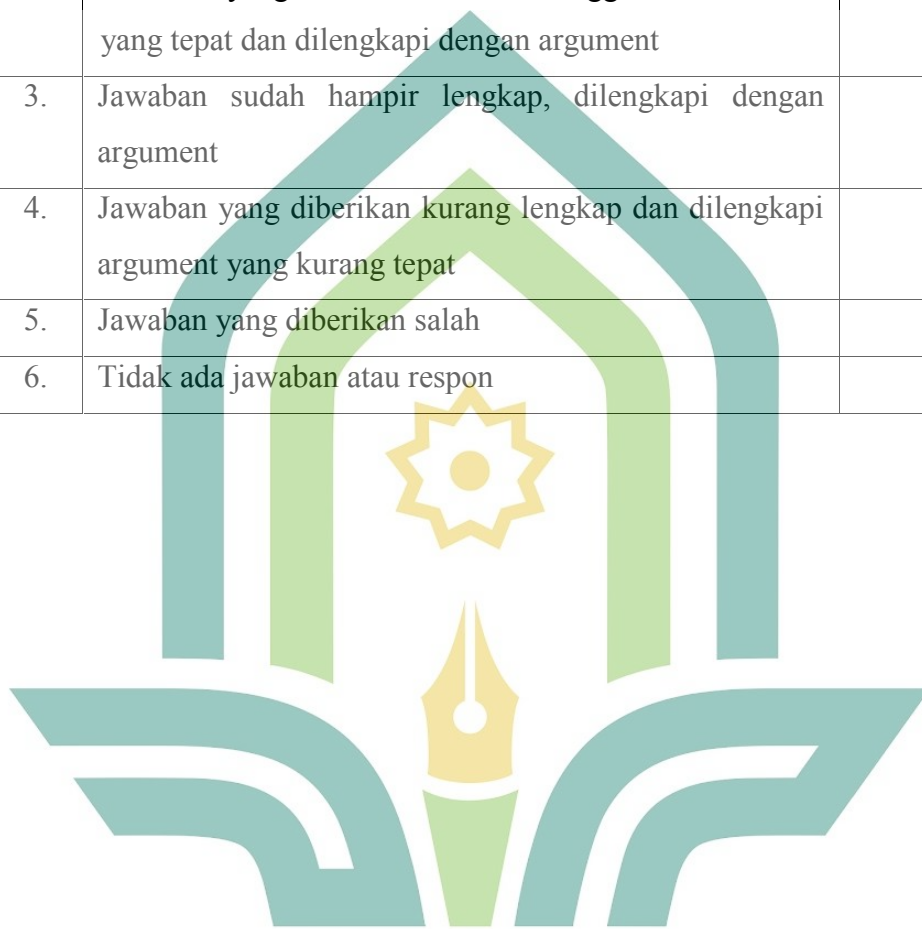 yang tepat dan dilengkapi dengan argument
3. Jawaban sudah hampir lengkap, dilengkapi dengan
argument
4. Jawaban yang diberikan kurang lengkap dan dilengkapi
argument yang kurang tepat
5. Jawaban yang diberikan salah
6. Tidak ada jawaban atau respon